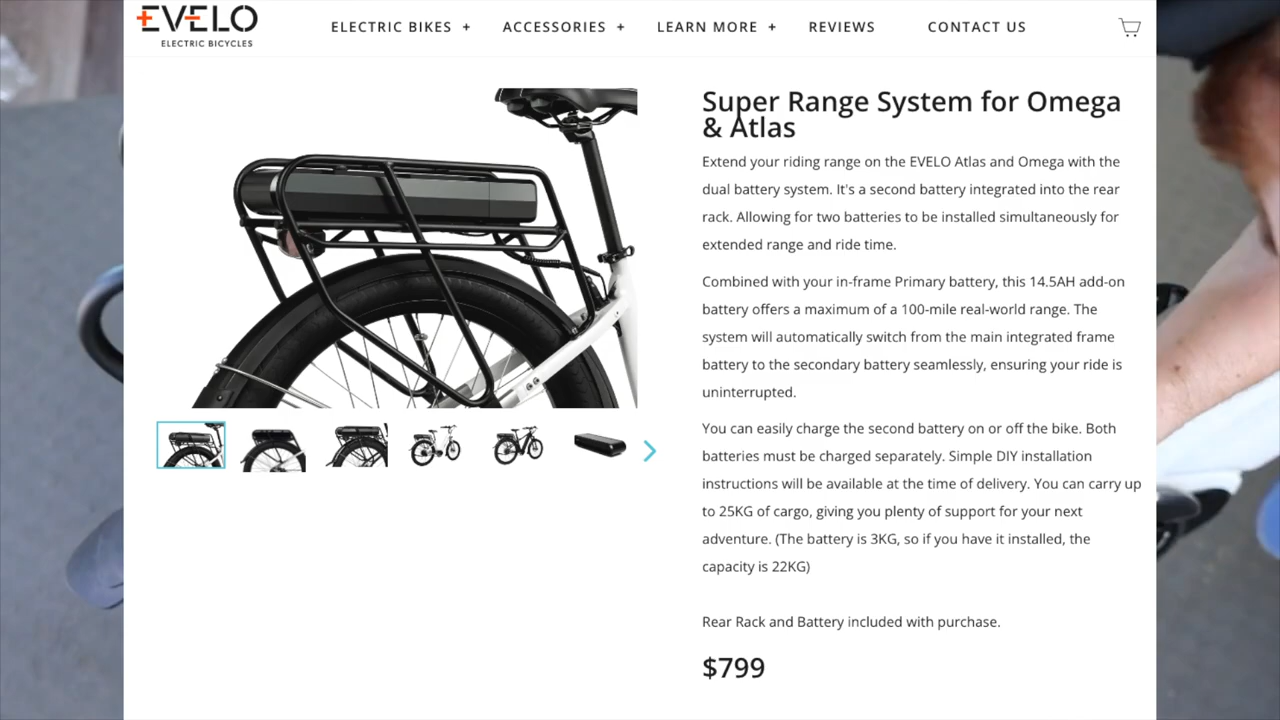 EVELO
ELECTRIC BICYCLES
ELECTRIC BIKES +
ACCESSORIES +
LEARN MORE +
REVIEWS
CONTACT US
Super Range System for Omega
& Atlas
Extend your riding range on the EVELO Atlas and Omega with the
dual battery system. It's a second battery integrated into the rear
rack. Allowing for two batteries to be installed simultaneously for
extended range and ride time.
Combined with your in-frame Primary battery, this 14.5AH add-on
battery offers a maximum of a 100-mile real-world range. The
system will automatically switch from the main integrated frame
battery to the secondary battery seamlessly, ensuring your ride is
uninterrupted.
You can easily charge the second battery on or off the bike. Both
batteries must be charged separately. Simple DIY installation
instructions will be available at the time of delivery. You can carry up
to 25KG of cargo, giving you plenty of support for your next
adventure. (The battery is 3KG, so if you have it installed, the
capacity is 22KG)
Rear Rack and Battery included with purchase.
$799